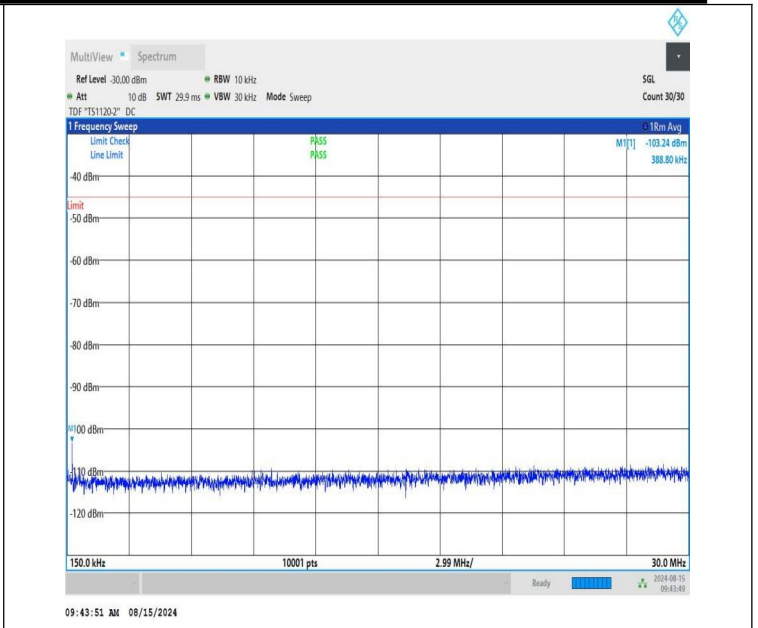 R S
MultiView Spectrum
Ref Level -30.00 dBm RBW 10 kHz SGL
Att 10 dB SWT 29.9 ms VBW 30 kHz Mode Sweep Count 30/30
TDF "TS1120-2" DC
1 Frequency Sweep 1Rm Avg
Limit Check PASS M1[1] -103.24 dBm
Line Limit PASS 388.80 kHz
-40 dBm
Limit
-50 dBm
-60 dBm
-70 dBm
-80 dBm
-90 dBm
M1
-100 dBm
-110 dBm
-120 dBm
150.0 kHz 10001 pts 2.99 MHz/ 30.0 MHz
Ready 2024-08-15
09:43:49
09:43:51 AM 08/15/2024